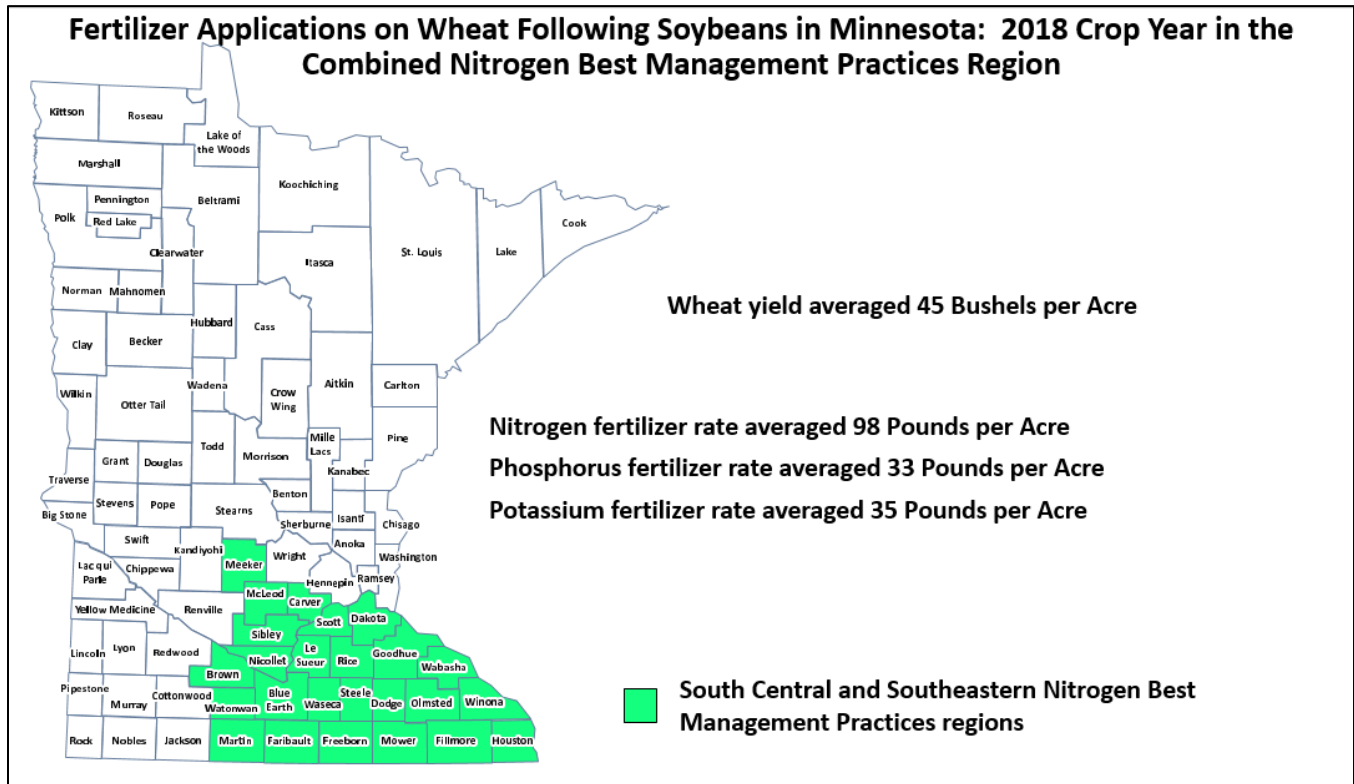 Fertilizer Applications on Wheat Following Soybeans in Minnesota: 2018 Crop Year in the
Combined Nitrogen Best Management Practices Region
Kittson
Roseau
Lake of
the Woods
Marshall
Koochiching
Pennington
Beltrami
Polk
Red Lake
Cook
Clearwater
St. Louis
Lake
Itasca
Norman
Mahnomen
Wheat yield averaged 45 Bushels per Acre
Hubbard
Cass
Clay
Becker
Wadena
Aitkin
Carlton
Wilkin
Crow
Wing
Otter Tail
Nitrogen fertilizer rate averaged 98 Pounds per Acre
Phosphorus fertilizer rate averaged 33 Pounds per Acre
Potassium fertilizer rate averaged 35 Pounds per Acre
Todd
Mille
Lacs
Pine
Morrison
Grant
Douglas
Kanabec
Traverse
Benton
Stevens
Pope
Stearns
Big Stone
Isanti
Chisago
Sherburne
Swift
Anoka
Kandiyohi
Wright
Washington
Meeker
Lac qui
Parle
Chippewa
Hennepin
Ramsey
McLeod
Carver
Yellow Medicine
Renville
Scott
Dakota
Sibley
Lincoln
Lyon
Redwood
Nicollet
Le
Sueur
Rice
Goodhue
Wabasha
Brown
Pipestone
Murray
Cottonwood
Watonwan
Blue
Earth
Waseca
Steele
Dodge
Olmsted
Winona
South Central and Southeastern Nitrogen Best
Management Practices regions
Rock
Nobles
Jackson
Martin
Faribault
Freeborn
Mower
Fillmore
Houston